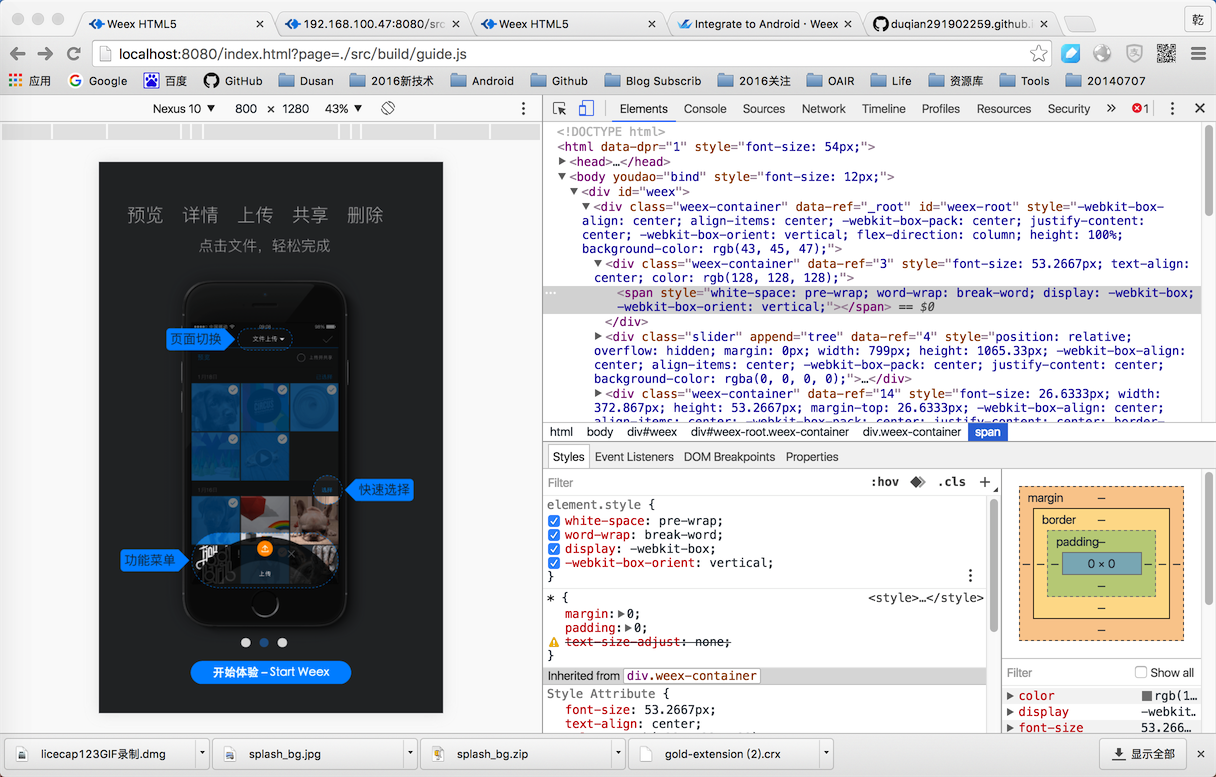 Weex HTML5
192.168.100.47:8080/src
Weex HTML5
Integrate to Android - Weex
duqian291902259.github.
乾
localhost:8080/index.html?page=./src/build/guide.js
应用 Google 百度 GitHub Dusan 2016新技术 Android Github Blog Subscrib 2016关注 OAIR Life 资源库 Tools 20140707
Nexus 10 ▼ 800 × 1280 43% ▼
Elements Console Sources Network Timeline Profiles Resources Security » 1
<!DOCTYPE html>
<html data-dpr="1" style="font-size: 54px;">
▶<head>…</head>
▼<body youdao="bind" style="font-size: 12px;">
▼<div id="weex">
▼<div class="weex-container" data-ref="_root" id="weex-root" style="-webkit-box-
align: center; align-items: center; -webkit-box-pack: center; justify-content:
center; -webkit-box-orient: vertical; flex-direction: column; height: 100%;
background-color: rgb(43, 45, 47);">
▼<div class="weex-container" data-ref="3" style="font-size: 53.2667px; text-align:
center; color: rgb(128, 128, 128);">
<span style="white-space: pre-wrap; word-wrap: break-word; display: -webkit-box;
-webkit-box-orient: vertical;"></span> == $0
</div>
▶<div class="slider" append="tree" data-ref="4" style="position: relative;
overflow: hidden; margin: 0px; width: 799px; height: 1065.33px; -webkit-box-align:
center; align-items: center; -webkit-box-pack: center; justify-content: center;
background-color: rgba(0, 0, 0, 0);">…</div>
▶<div class="weex-container" data-ref="14" style="font-size: 26.6333px; width:
372.867px; height: 53.2667px; margin-top: 26.6333px; -webkit-box-align: center;
align-items: center; -webkit-box-pack: center; justify-content: center; border-
html body div#weex div#weex-root.weex-container div.weex-container span
Styles Event Listeners DOM Breakpoints Properties
Filter :hov .cls +
element.style {
white-space: pre-wrap;
word-wrap: break-word;
display: -webkit-box;
-webkit-box-orient: vertical;
}
* { <style>…</style>
margin:▶0;
padding:▶0;
text-size-adjust: none;
}
Inherited from div.weex-container
Style Attribute {
font-size: 53.2667px;
text-align: center;
margin –
border –
padding–
– – – 0 × 0 – – –
–
–
–
Filter Show all
▶ color rgb(1…
▶ display -webkit…
▶ font-size 53.266…
预览 详情 上传 共享 删除
点击文件，轻松完成
页面切换
文件上传
快速选择
功能菜单
上传
开始体验 – Start Weex
licecap123GIF录制.dmg
splash_bg.jpg
splash_bg.zip
gold-extension (2).crx
显示全部